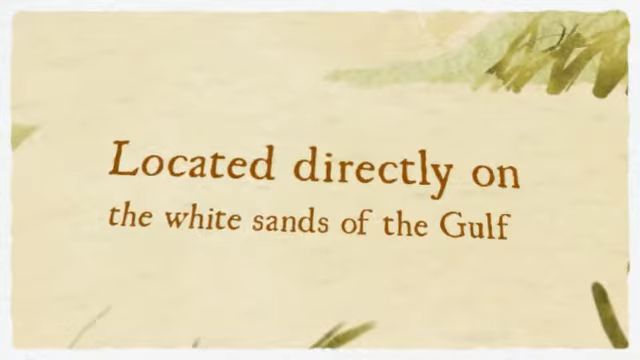 Located directly on
the white sands of the Gulf